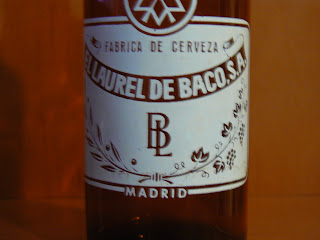 FABRICA DE CERVEZA
EL LAUREL DE BACO, S.A.
BL
MADRID